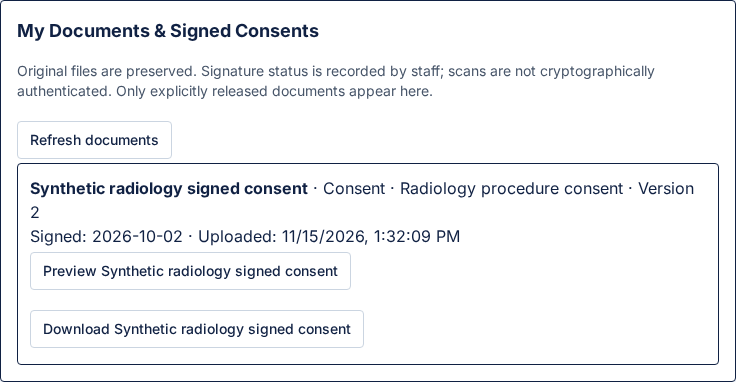 My Documents & Signed Consents
Original files are preserved. Signature status is recorded by staff; scans are not cryptographically
authenticated. Only explicitly released documents appear here.
Refresh documents
Synthetic radiology signed consent · Consent · Radiology procedure consent · Version
2
Signed: 2026-10-02 · Uploaded: 11/15/2026, 1:32:09 PM
Preview Synthetic radiology signed consent
Download Synthetic radiology signed consent